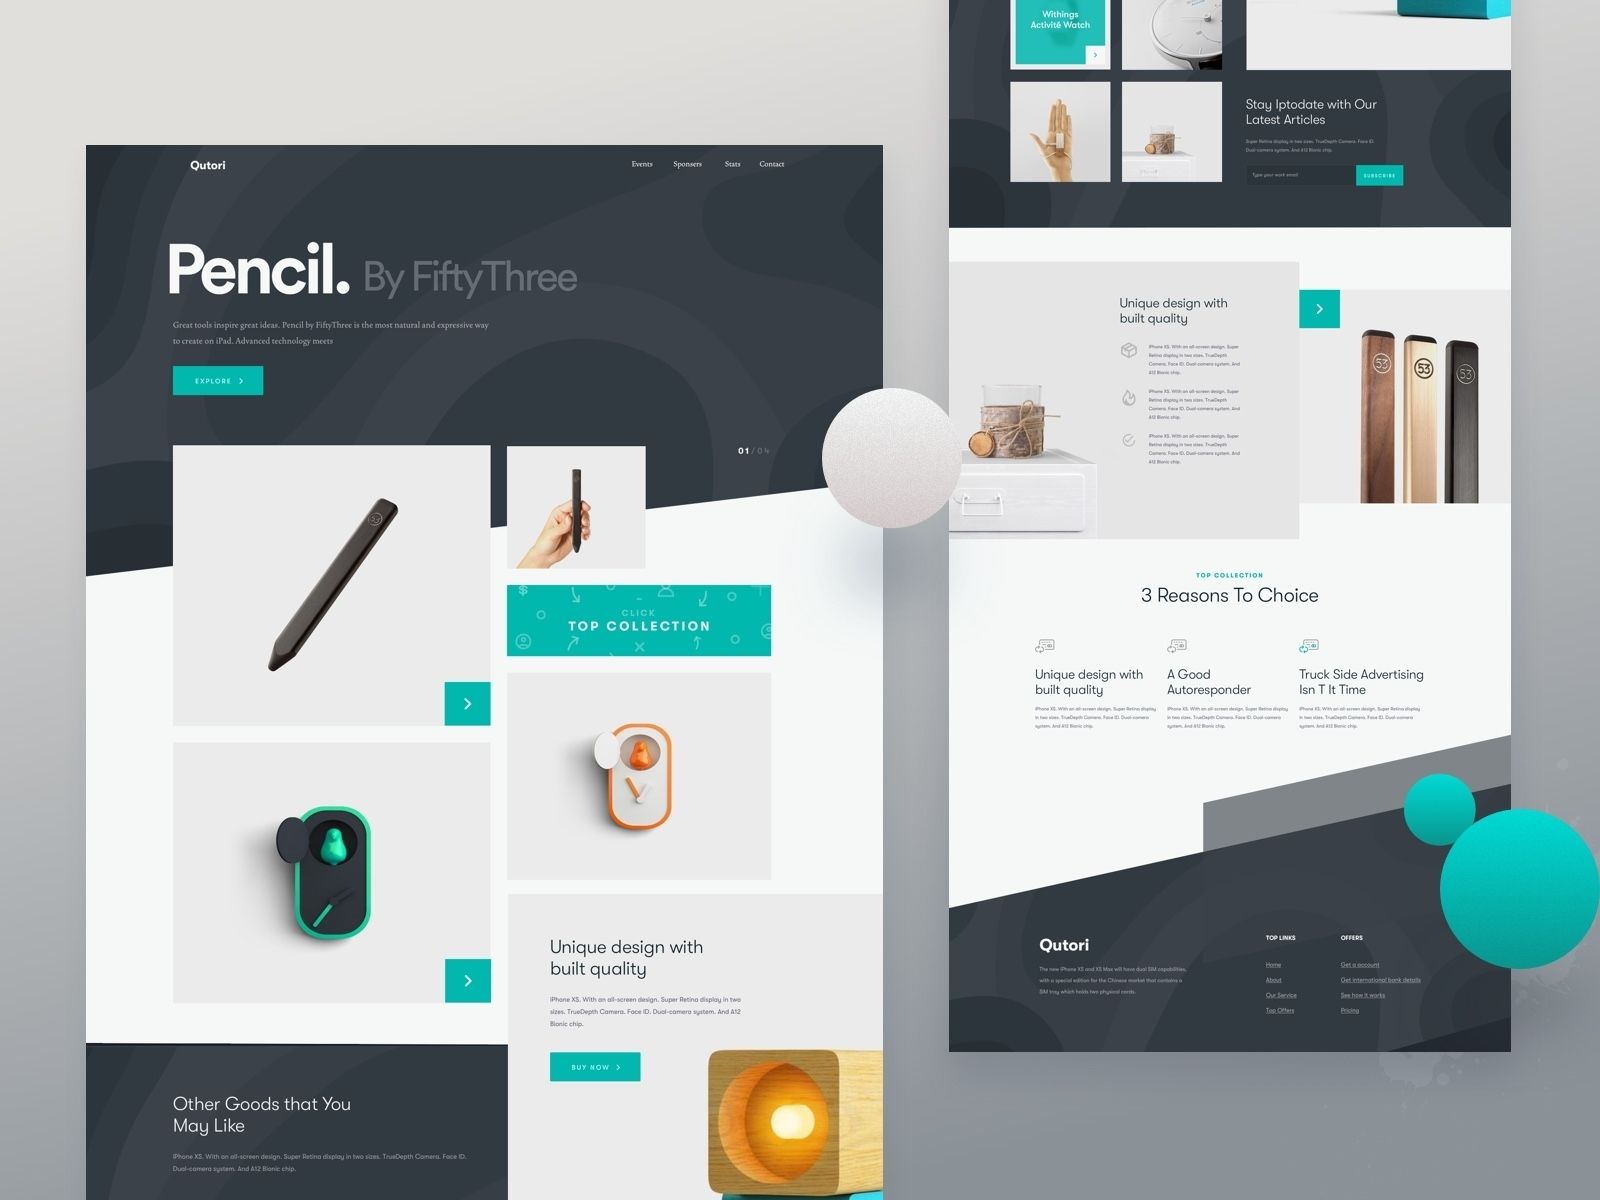 Qutori
Events Sponsers Stats Contact
Pencil. By FiftyThree
Great tools inspire great ideas. Pencil by FiftyThree is the most natural and expressive way
to create on iPad. Advanced technology meets
EXPLORE
01/04
53
CLICK
TOP COLLECTION
Unique design with
built quality
iPhone XS. With an all-screen design. Super Retina display in two
sizes. TrueDepth Camera. Face ID. Dual-camera system. And A12
Bionic chip.
BUY NOW
Other Goods that You
May Like
iPhone XS. With an all-screen design. Super Retina display in two sizes. TrueDepth Camera. Face ID.
Dual-camera system. And A12 Bionic chip.
Withings
Activité Watch
Stay Iptodate with Our
Latest Articles
Super Retina display in two sizes. TrueDepth Camera. Face ID.
Dual-camera system. And A12 Bionic chip.
Type your work email
SUBSCRIBE
Unique design with
built quality
iPhone XS. With an all-screen design. Super
Retina display in two sizes. TrueDepth
Camera. Face ID. Dual-camera system. And
A12 Bionic chip.
iPhone XS. With an all-screen design. Super
Retina display in two sizes. TrueDepth
Camera. Face ID. Dual-camera system. And
A12 Bionic chip.
iPhone XS. With an all-screen design. Super
Retina display in two sizes. TrueDepth
Camera. Face ID. Dual-camera system. And
A12 Bionic chip.
53
53
53
TOP COLLECTION
3 Reasons To Choice
Unique design with
built quality
iPhone XS. With an all-screen design. Super Retina display
in two sizes. TrueDepth Camera. Face ID. Dual-camera
system. And A12 Bionic chip.
A Good
Autoresponder
iPhone XS. With an all-screen design. Super Retina display
in two sizes. TrueDepth Camera. Face ID. Dual-camera
system. And A12 Bionic chip.
Truck Side Advertising
Isn T It Time
iPhone XS. With an all-screen design. Super Retina display
in two sizes. TrueDepth Camera. Face ID. Dual-camera
system. And A12 Bionic chip.
Qutori
The new iPhone XS and XS Max will have dual SIM capabilities,
with a special edition for the Chinese market that contains a
SIM tray which holds two physical cards.
TOP LINKS
Home
About
Our Service
Top Offers
OFFERS
Get a account
Get international bank details
See how it works
Pricing